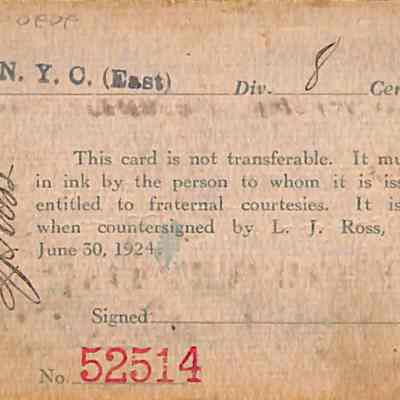 N. Y. C. (East) Div. 8 Cer
This card is not transferable. It mu
in ink by the person to whom it is iss
entitled to fraternal courtesies. It is
when countersigned by L. J. Ross,
June 30, 1924.
Signed
No. 52514